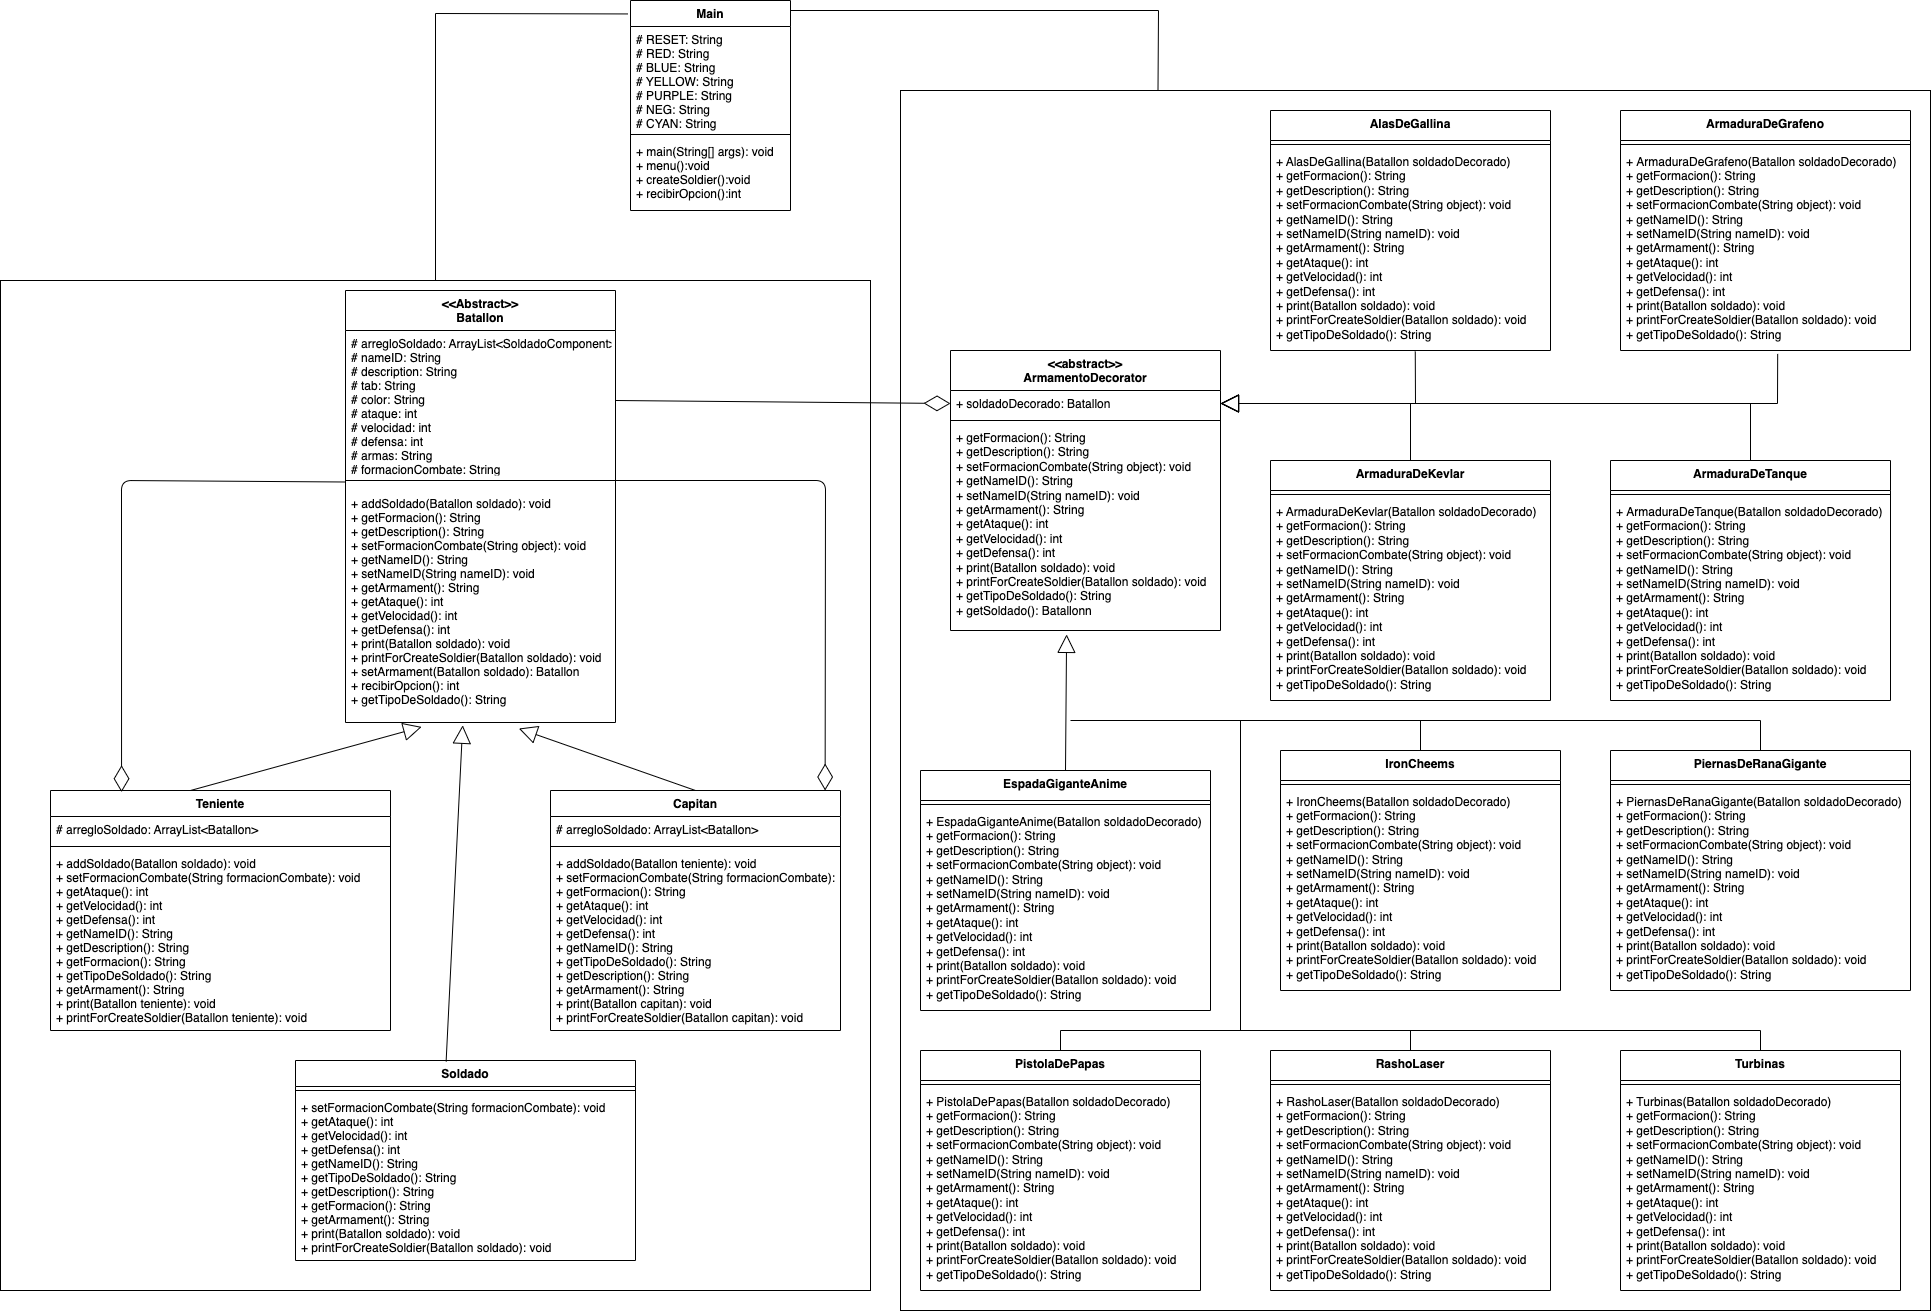 Main
# RESET: String
# RED: String
# BLUE: String
# YELLOW: String
# PURPLE: String
# NEG: String
# CYAN: String
+ main(String[] args): void
+ menu():void
+ createSoldier():void
+ recibirOpcion():int
<<Abstract>>
Batallon
# arregloSoldado: ArrayList<SoldadoComponent:
# nameID: String
# description: String
# tab: String
# color: String
# ataque: int
# velocidad: int
# defensa: int
# armas: String
# formacionCombate: String
+ addSoldado(Batallon soldado): void
+ getFormacion(): String
+ getDescription(): String
+ setFormacionCombate(String object): void
+ getNameID(): String
+ setNameID(String nameID): void
+ getArmament(): String
+ getAtaque(): int
+ getVelocidad(): int
+ getDefensa(): int
+ print(Batallon soldado): void
+ printForCreateSoldier(Batallon soldado): void
+ setArmament(Batallon soldado): Batallon
+ recibirOpcion(): int
+ getTipoDeSoldado(): String
Teniente
# arregloSoldado: ArrayList<Batallon>
+ addSoldado(Batallon soldado): void
+ setFormacionCombate(String formacionCombate): void
+ getAtaque(): int
+ getVelocidad(): int
+ getDefensa(): int
+ getNameID(): String
+ getDescription(): String
+ getFormacion(): String
+ getTipoDeSoldado(): String
+ getArmament(): String
+ print(Batallon teniente): void
+ printForCreateSoldier(Batallon teniente): void
Capitan
# arregloSoldado: ArrayList<Batallon>
+ addSoldado(Batallon teniente): void
+ setFormacionCombate(String formacionCombate):
+ getFormacion(): String
+ getAtaque(): int
+ getVelocidad(): int
+ getDefensa(): int
+ getNameID(): String
+ getTipoDeSoldado(): String
+ getDescription(): String
+ getArmament(): String
+ print(Batallon capitan): void
+ printForCreateSoldier(Batallon capitan): void
Soldado
+ setFormacionCombate(String formacionCombate): void
+ getAtaque(): int
+ getVelocidad(): int
+ getDefensa(): int
+ getNameID(): String
+ getTipoDeSoldado(): String
+ getDescription(): String
+ getFormacion(): String
+ getArmament(): String
+ print(Batallon soldado): void
+ printForCreateSoldier(Batallon soldado): void
<<abstract>>
ArmamentoDecorator
+ soldadoDecorado: Batallon
+ getFormacion(): String
+ getDescription(): String
+ setFormacionCombate(String object): void
+ getNameID(): String
+ setNameID(String nameID): void
+ getArmament(): String
+ getAtaque(): int
+ getVelocidad(): int
+ getDefensa(): int
+ print(Batallon soldado): void
+ printForCreateSoldier(Batallon soldado): void
+ getTipoDeSoldado(): String
+ getSoldado(): Batallonn
AlasDeGallina
+ AlasDeGallina(Batallon soldadoDecorado)
+ getFormacion(): String
+ getDescription(): String
+ setFormacionCombate(String object): void
+ getNameID(): String
+ setNameID(String nameID): void
+ getArmament(): String
+ getAtaque(): int
+ getVelocidad(): int
+ getDefensa(): int
+ print(Batallon soldado): void
+ printForCreateSoldier(Batallon soldado): void
+ getTipoDeSoldado(): String
ArmaduraDeGrafeno
+ ArmaduraDeGrafeno(Batallon soldadoDecorado)
+ getFormacion(): String
+ getDescription(): String
+ setFormacionCombate(String object): void
+ getNameID(): String
+ setNameID(String nameID): void
+ getArmament(): String
+ getAtaque(): int
+ getVelocidad(): int
+ getDefensa(): int
+ print(Batallon soldado): void
+ printForCreateSoldier(Batallon soldado): void
+ getTipoDeSoldado(): String
ArmaduraDeKevlar
+ ArmaduraDeKevlar(Batallon soldadoDecorado)
+ getFormacion(): String
+ getDescription(): String
+ setFormacionCombate(String object): void
+ getNameID(): String
+ setNameID(String nameID): void
+ getArmament(): String
+ getAtaque(): int
+ getVelocidad(): int
+ getDefensa(): int
+ print(Batallon soldado): void
+ printForCreateSoldier(Batallon soldado): void
+ getTipoDeSoldado(): String
ArmaduraDeTanque
+ ArmaduraDeTanque(Batallon soldadoDecorado)
+ getFormacion(): String
+ getDescription(): String
+ setFormacionCombate(String object): void
+ getNameID(): String
+ setNameID(String nameID): void
+ getArmament(): String
+ getAtaque(): int
+ getVelocidad(): int
+ getDefensa(): int
+ print(Batallon soldado): void
+ printForCreateSoldier(Batallon soldado): void
+ getTipoDeSoldado(): String
EspadaGiganteAnime
+ EspadaGiganteAnime(Batallon soldadoDecorado)
+ getFormacion(): String
+ getDescription(): String
+ setFormacionCombate(String object): void
+ getNameID(): String
+ setNameID(String nameID): void
+ getArmament(): String
+ getAtaque(): int
+ getVelocidad(): int
+ getDefensa(): int
+ print(Batallon soldado): void
+ printForCreateSoldier(Batallon soldado): void
+ getTipoDeSoldado(): String
IronCheems
+ IronCheems(Batallon soldadoDecorado)
+ getFormacion(): String
+ getDescription(): String
+ setFormacionCombate(String object): void
+ getNameID(): String
+ setNameID(String nameID): void
+ getArmament(): String
+ getAtaque(): int
+ getVelocidad(): int
+ getDefensa(): int
+ print(Batallon soldado): void
+ printForCreateSoldier(Batallon soldado): void
+ getTipoDeSoldado(): String
PiernasDeRanaGigante
+ PiernasDeRanaGigante(Batallon soldadoDecorado)
+ getFormacion(): String
+ getDescription(): String
+ setFormacionCombate(String object): void
+ getNameID(): String
+ setNameID(String nameID): void
+ getArmament(): String
+ getAtaque(): int
+ getVelocidad(): int
+ getDefensa(): int
+ print(Batallon soldado): void
+ printForCreateSoldier(Batallon soldado): void
+ getTipoDeSoldado(): String
PistolaDePapas
+ PistolaDePapas(Batallon soldadoDecorado)
+ getFormacion(): String
+ getDescription(): String
+ setFormacionCombate(String object): void
+ getNameID(): String
+ setNameID(String nameID): void
+ getArmament(): String
+ getAtaque(): int
+ getVelocidad(): int
+ getDefensa(): int
+ print(Batallon soldado): void
+ printForCreateSoldier(Batallon soldado): void
+ getTipoDeSoldado(): String
RashoLaser
+ RashoLaser(Batallon soldadoDecorado)
+ getFormacion(): String
+ getDescription(): String
+ setFormacionCombate(String object): void
+ getNameID(): String
+ setNameID(String nameID): void
+ getArmament(): String
+ getAtaque(): int
+ getVelocidad(): int
+ getDefensa(): int
+ print(Batallon soldado): void
+ printForCreateSoldier(Batallon soldado): void
+ getTipoDeSoldado(): String
Turbinas
+ Turbinas(Batallon soldadoDecorado)
+ getFormacion(): String
+ getDescription(): String
+ setFormacionCombate(String object): void
+ getNameID(): String
+ setNameID(String nameID): void
+ getArmament(): String
+ getAtaque(): int
+ getVelocidad(): int
+ getDefensa(): int
+ print(Batallon soldado): void
+ printForCreateSoldier(Batallon soldado): void
+ getTipoDeSoldado(): String